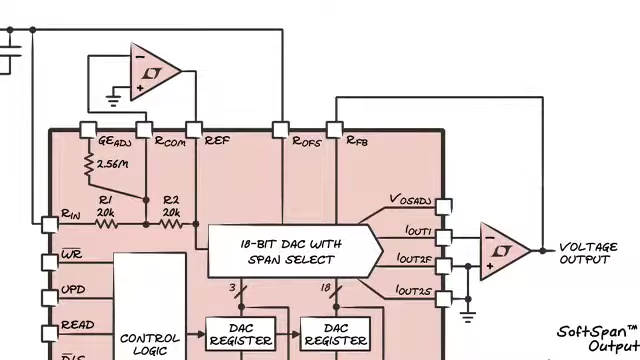 −
+
GEADJ
RCOM
REF
ROFS
RFB
2.56M
R1
20k
R2
20k
RIN
VOSADJ
18-BIT DAC WITH
SPAN SELECT
IOUT1
IOUT2F
IOUT2S
−
+
VOLTAGE
OUTPUT
WR
UPD
READ
3
18
CONTROL
LOGIC
DAC
REGISTER
DAC
REGISTER
SoftSpan™
Output